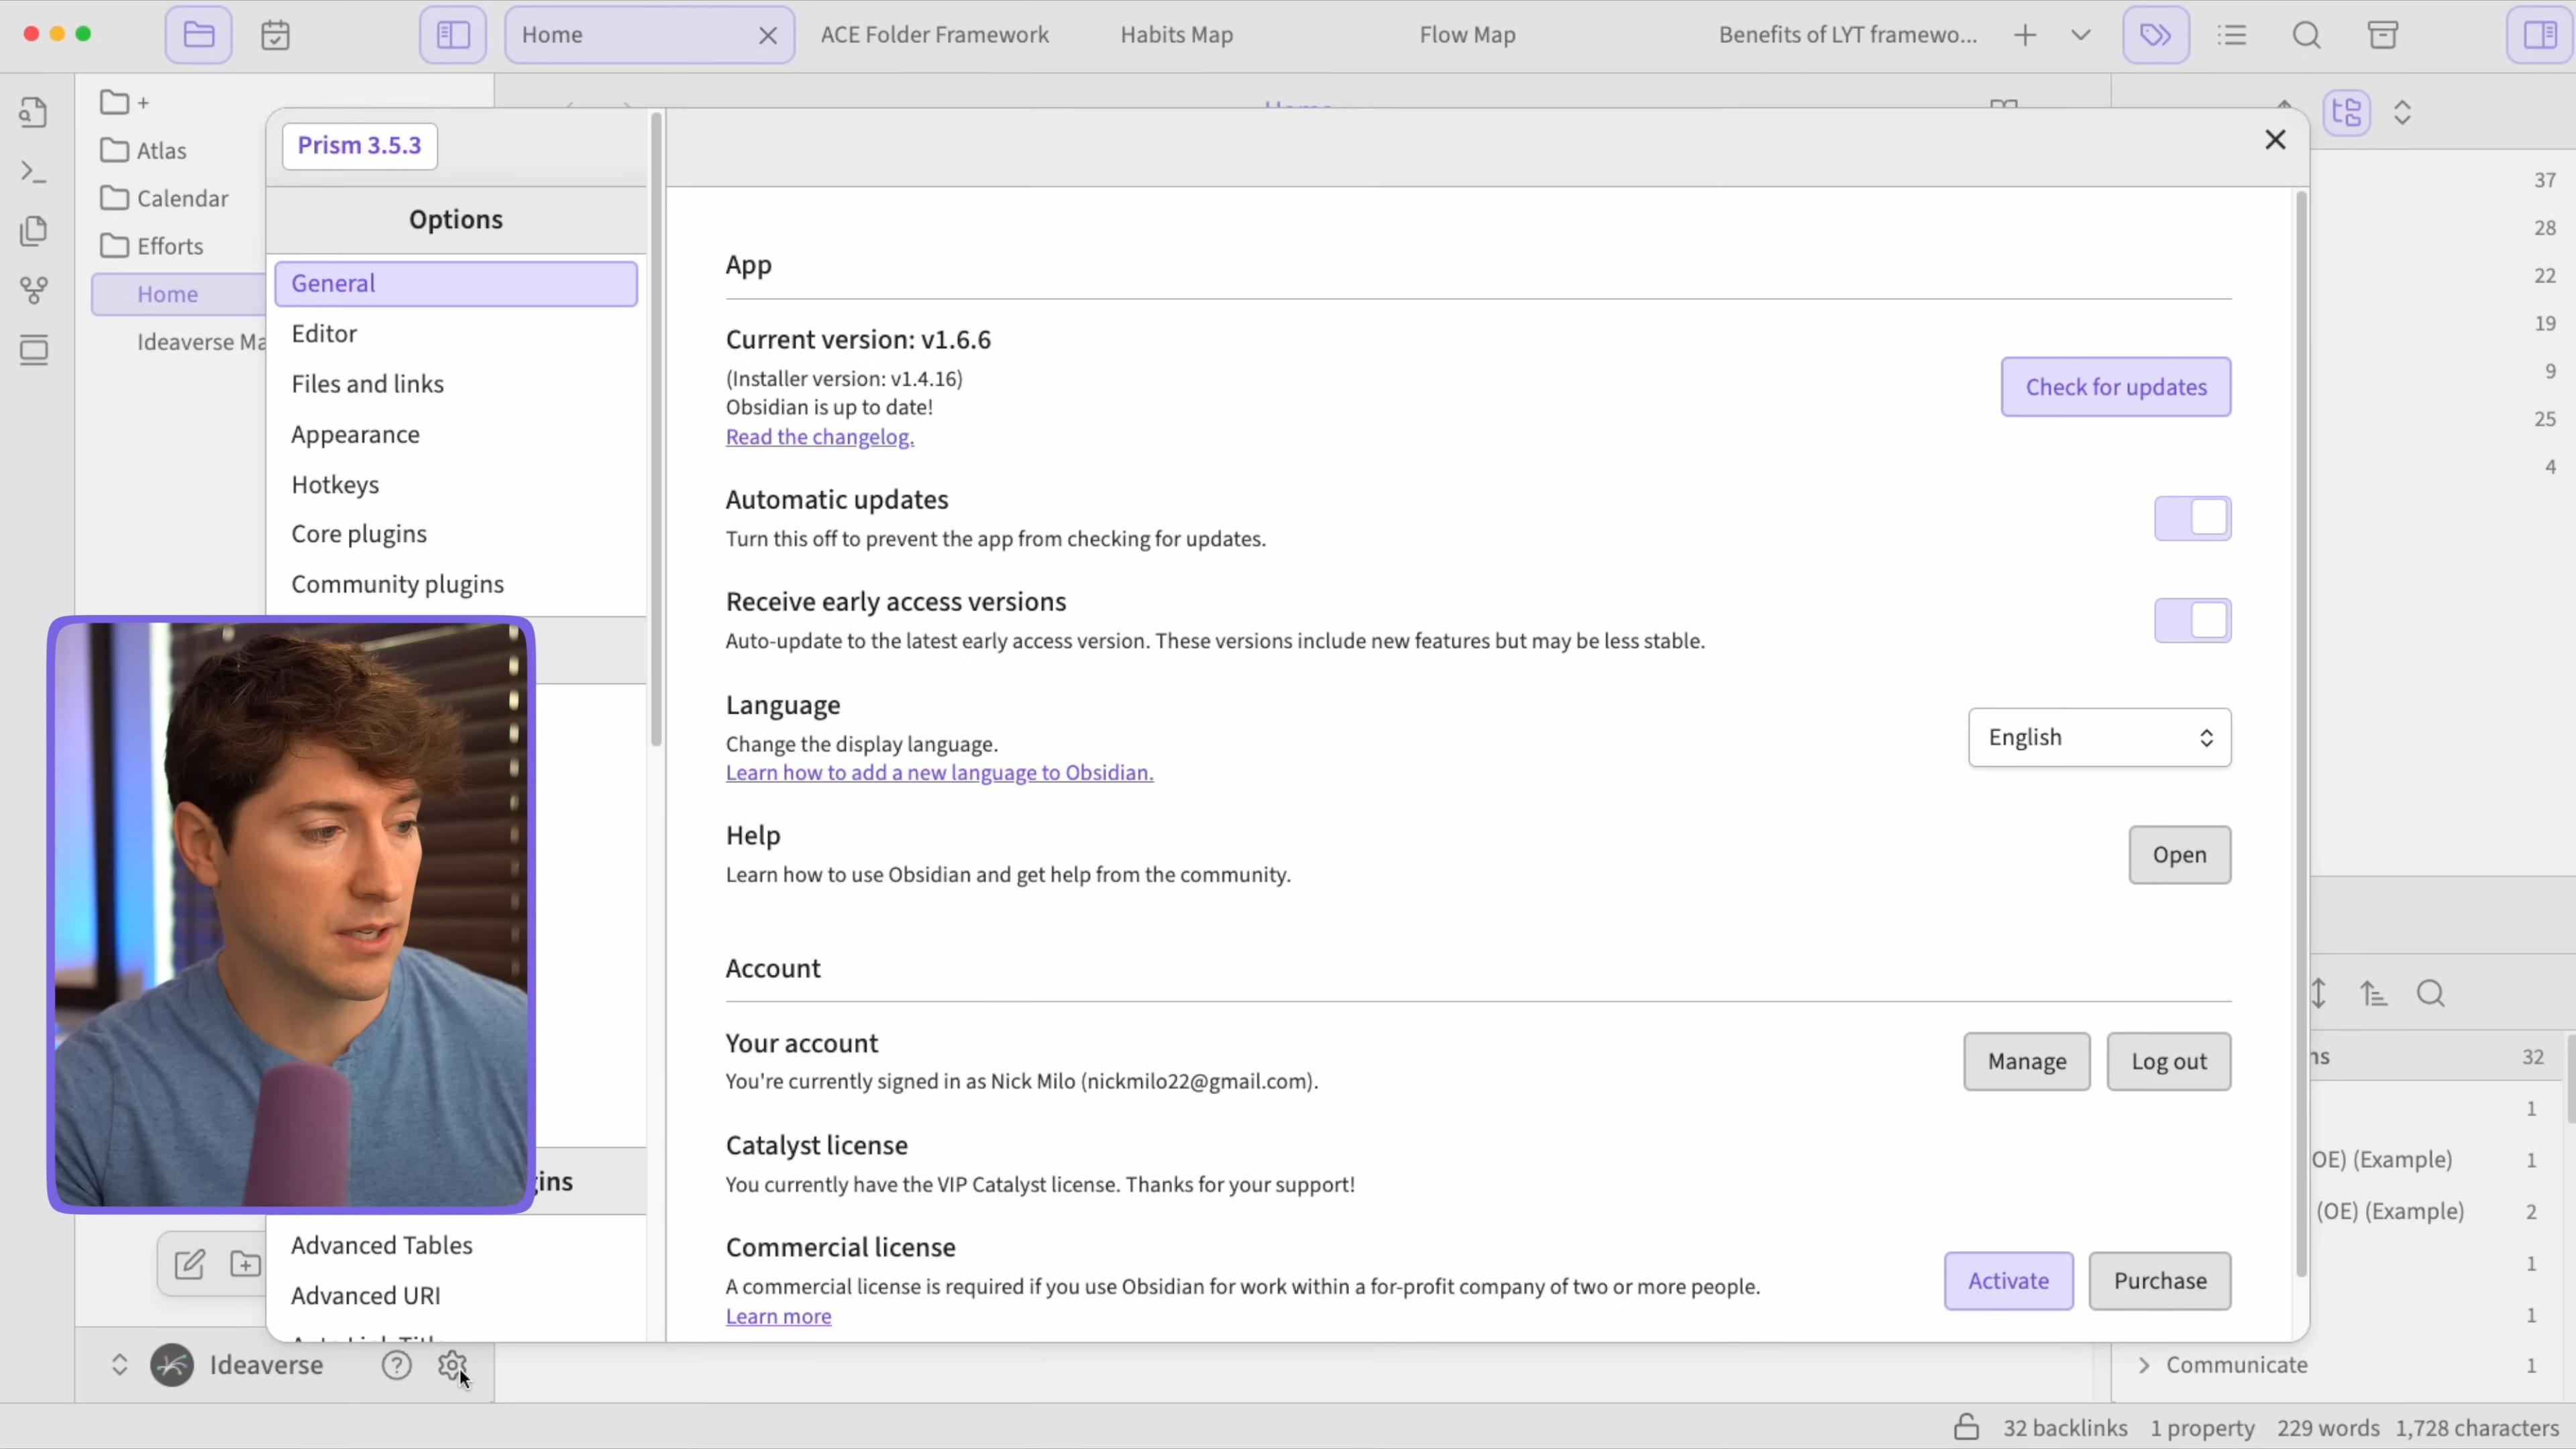 Home
ACE Folder Framework
Habits Map
Flow Map
Benefits of LYT framewo...
+
Atlas
Calendar
Efforts
Home
Ideaverse Ma
Prism 3.5.3
Options
General
Editor
Files and links
Appearance
Hotkeys
Core plugins
Community plugins
gins
Advanced Tables
Advanced URI
App
Current version: v1.6.6
(Installer version: v1.4.16)
Obsidian is up to date!
Read the changelog.
Check for updates
Automatic updates
Turn this off to prevent the app from checking for updates.
Receive early access versions
Auto-update to the latest early access version. These versions include new features but may be less stable.
Language
Change the display language.
Learn how to add a new language to Obsidian.
English
Help
Learn how to use Obsidian and get help from the community.
Open
Account
Your account
You're currently signed in as Nick Milo (nickmilo22@gmail.com).
Manage
Log out
Catalyst license
You currently have the VIP Catalyst license. Thanks for your support!
Commercial license
A commercial license is required if you use Obsidian for work within a for-profit company of two or more people.
Learn more
Activate
Purchase
37
28
22
19
9
25
4
ns 32
1
OE) (Example) 1
(OE) (Example) 2
1
1
Communicate 1
Ideaverse
32 backlinks 1 property 229 words 1,728 characters